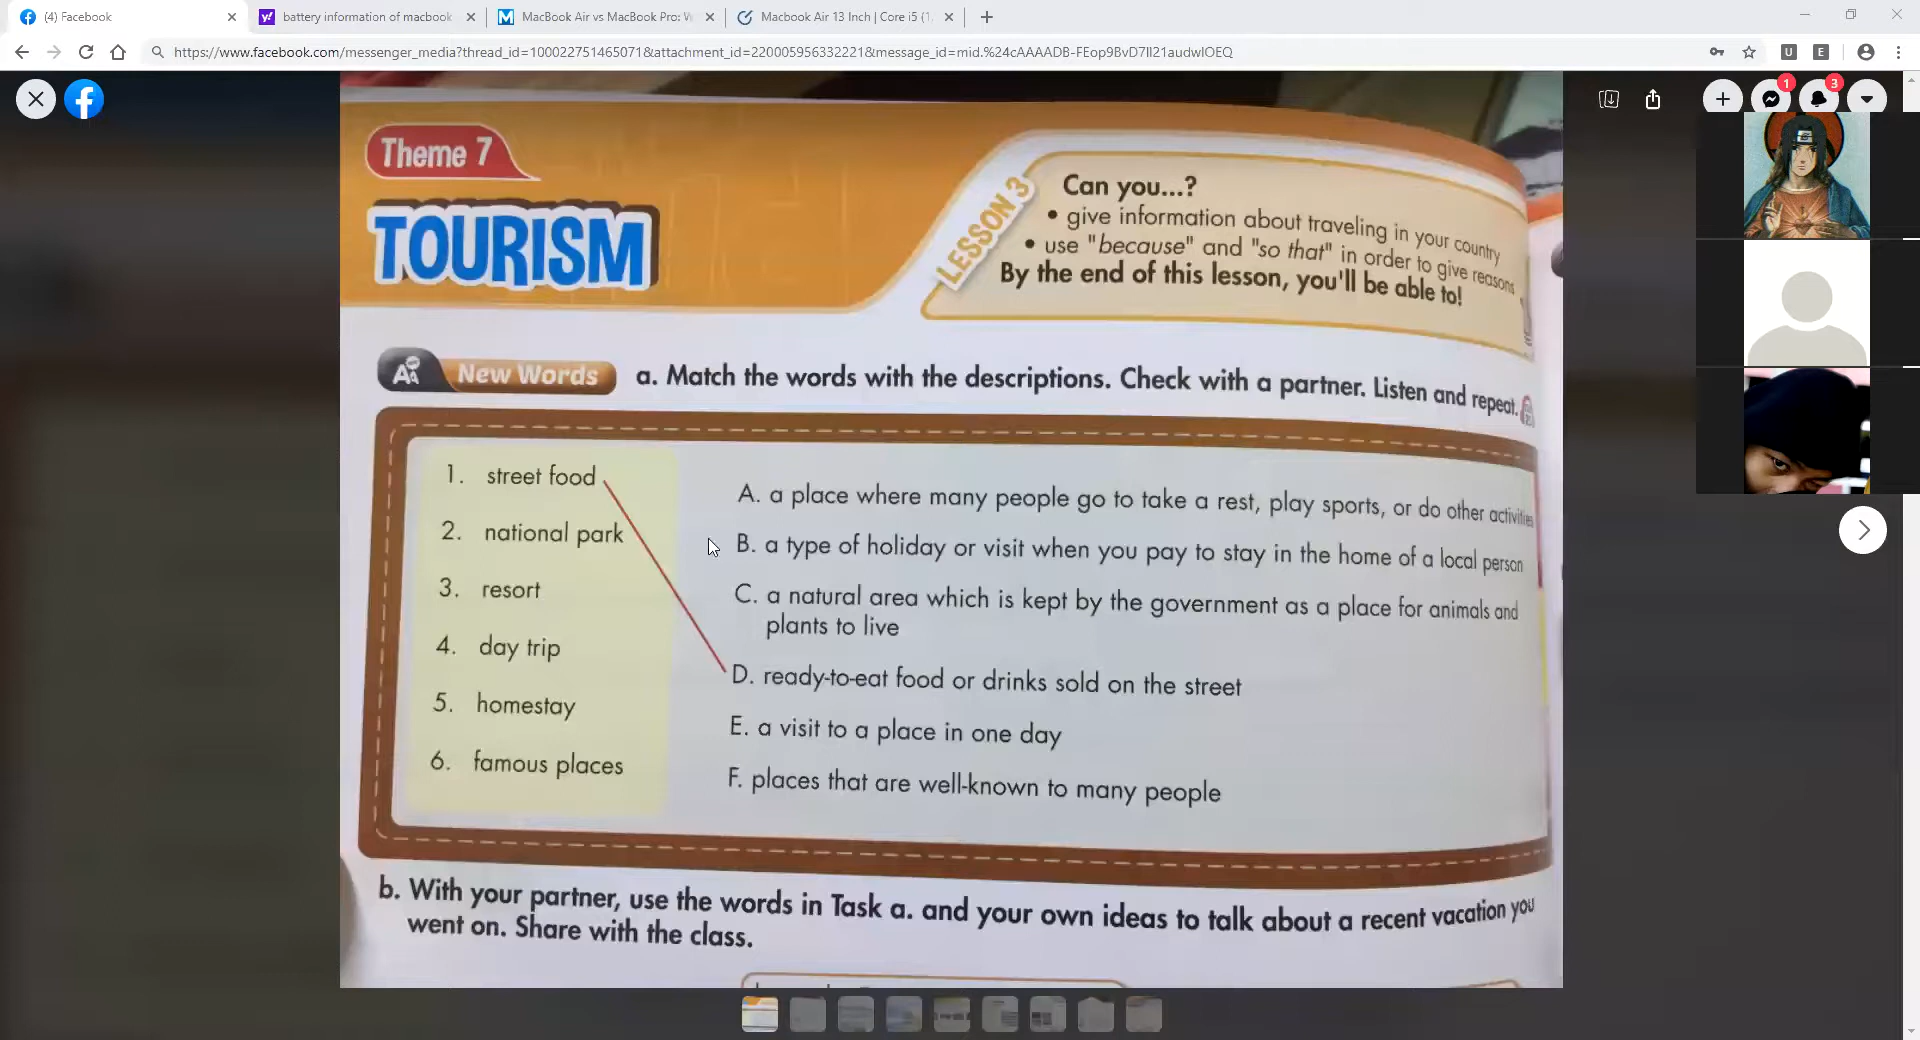 (4) Facebook
battery information of macbook
MacBook Air vs MacBook Pro: W
Macbook Air 13 Inch | Core i5 (1.
https://www.facebook.com/messenger_media?thread_id=100022751465071&attachment_id=220005956332221&message_id=mid.%24cAAAADB-FEop9BvD7ll21audwlOEQ
U
E
1
3
Theme 7
TOURISM
LESSON 3
Can you...?
• give information about traveling in your country
• use "because" and "so that" in order to give reasons
By the end of this lesson, you'll be able to!
New Words
a. Match the words with the descriptions. Check with a partner. Listen and repeat.
1. street food
2. national park
3. resort
4. day trip
5. homestay
6. famous places
A. a place where many people go to take a rest, play sports, or do other activities
B. a type of holiday or visit when you pay to stay in the home of a local person
C. a natural area which is kept by the government as a place for animals and
plants to live
D. ready-to-eat food or drinks sold on the street
E. a visit to a place in one day
F. places that are well-known to many people
b. With your partner, use the words in Task a. and your own ideas to talk about a recent vacation you
went on. Share with the class.